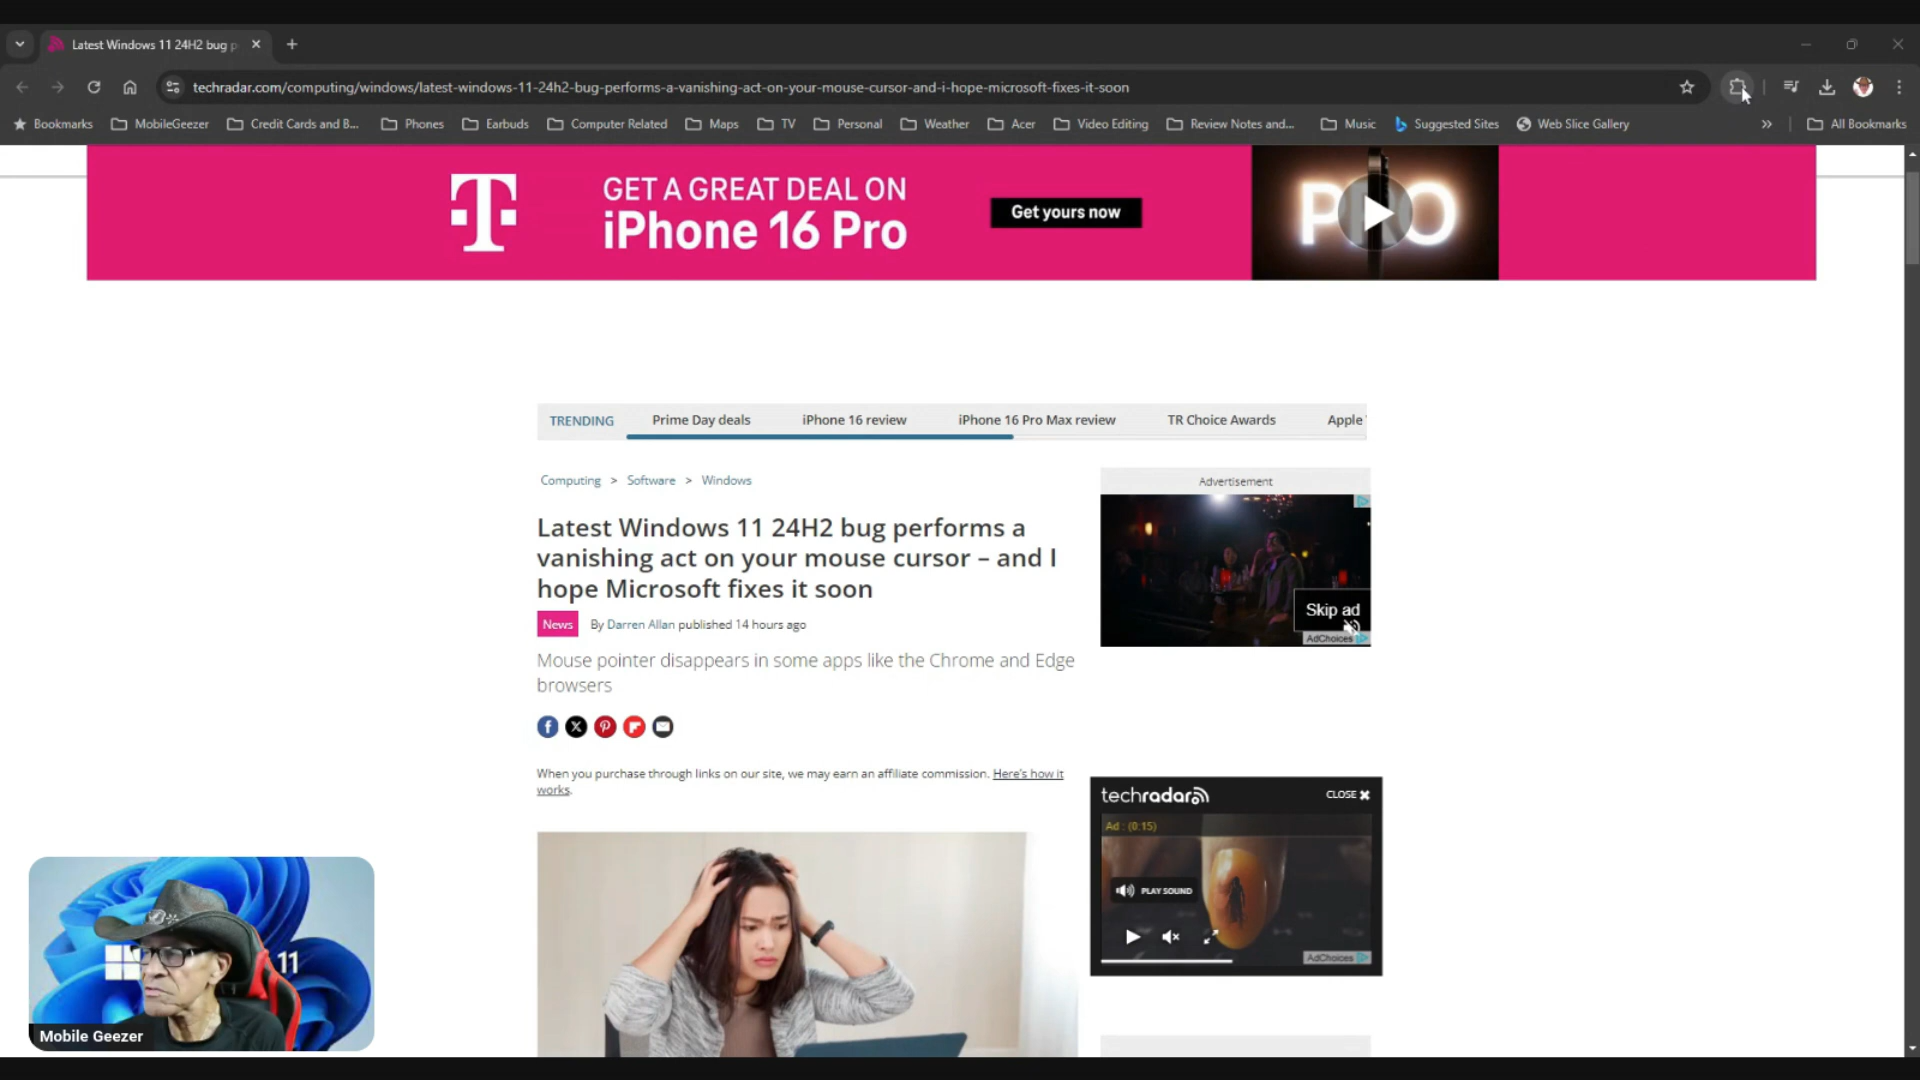 Latest Windows 11 24H2 bug p
techradar.com/computing/windows/latest-windows-11-24h2-bug-performs-a-vanishing-act-on-your-mouse-cursor-and-i-hope-microsoft-fixes-it-soon
Bookmarks MobileGeezer Credit Cards and B... Phones Earbuds Computer Related Maps TV Personal Weather Acer Video Editing Review Notes and... Music Suggested Sites Web Slice Gallery » All Bookmarks
T GET A GREAT DEAL ON
iPhone 16 Pro
Get yours now
PRO
TRENDING Prime Day deals iPhone 16 review iPhone 16 Pro Max review TR Choice Awards Apple
Computing > Software > Windows
Latest Windows 11 24H2 bug performs a
vanishing act on your mouse cursor – and I
hope Microsoft fixes it soon
News By Darren Allan published 14 hours ago
Mouse pointer disappears in some apps like the Chrome and Edge
browsers
When you purchase through links on our site, we may earn an affiliate commission. Here's how it
works.
Advertisement
Skip ad
AdChoices
techradar
CLOSE
Ad : (0:15)
PLAY SOUND
AdChoices
11
Mobile Geezer